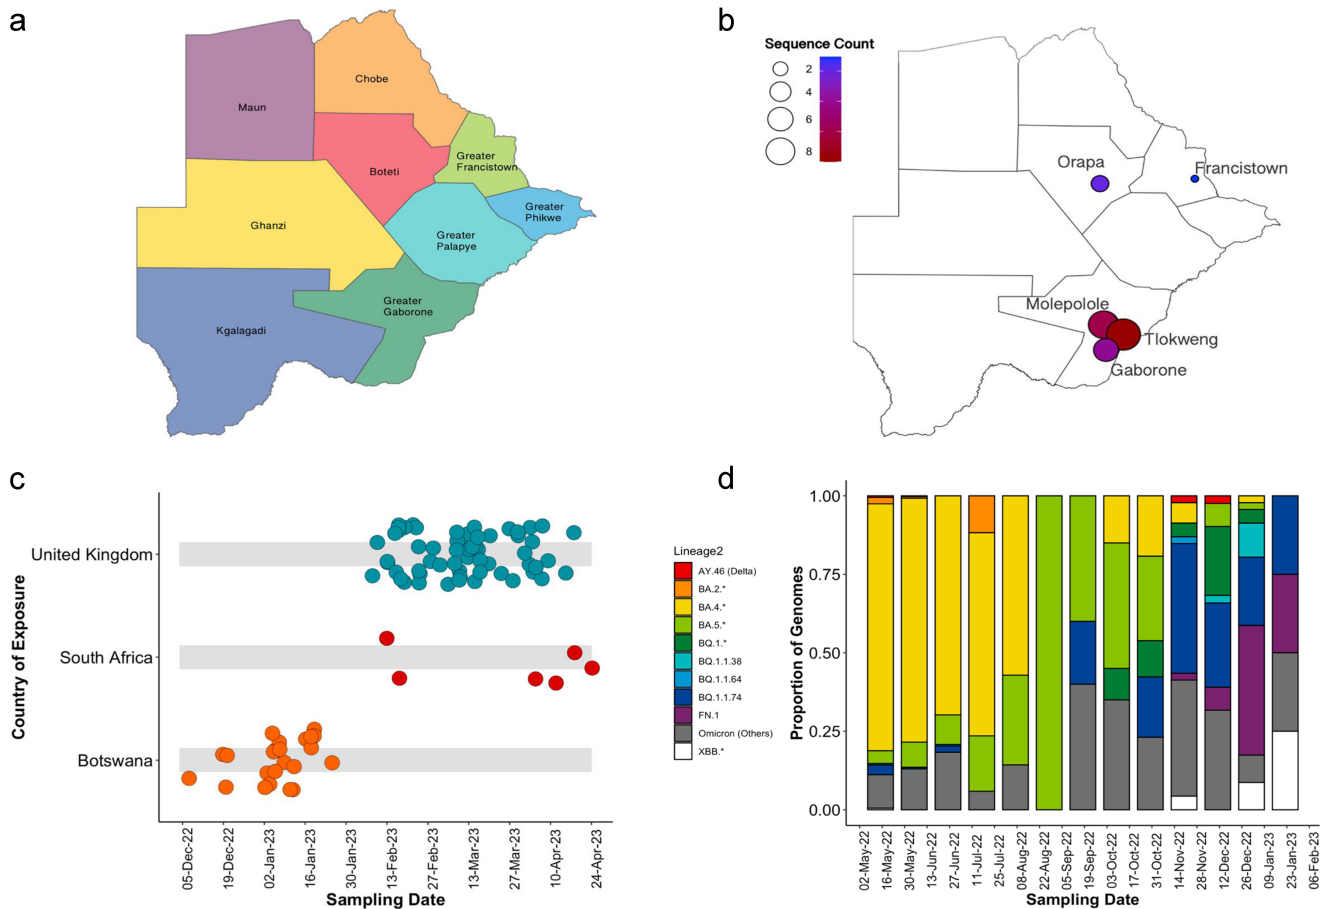 a
Maun
Chobe
Boteti
Greater
Francistown
Greater
Phikwe
Ghanzi
Greater
Palapye
Greater
Gaborone
Kgalagadi
b
Sequence Count
2
4
6
8
2
4
6
8
Orapa
Francistown
Molepolole
Tlokweng
Gaborone
c
Country of Exposure
United Kingdom
South Africa
Botswana
05-Dec-22
19-Dec-22
02-Jan-23
16-Jan-23
30-Jan-23
13-Feb-23
27-Feb-23
13-Mar-23
27-Mar-23
10-Apr-23
24-Apr-23
Sampling Date
d
Lineage2
AY.46 (Delta)
BA.2.*
BA.4.*
BA.5.*
BQ.1.*
BQ.1.1.38
BQ.1.1.64
BQ.1.1.74
FN.1
Omicron (Others)
XBB.*
Proportion of Genomes
1.00
0.75
0.50
0.25
0.00
02-May-22
16-May-22
30-May-22
13-Jun-22
27-Jun-22
11-Jul-22
25-Jul-22
08-Aug-22
22-Aug-22
05-Sep-22
19-Sep-22
03-Oct-22
17-Oct-22
31-Oct-22
14-Nov-22
28-Nov-22
12-Dec-22
26-Dec-22
09-Jan-23
23-Jan-23
06-Feb-23
Sampling Date